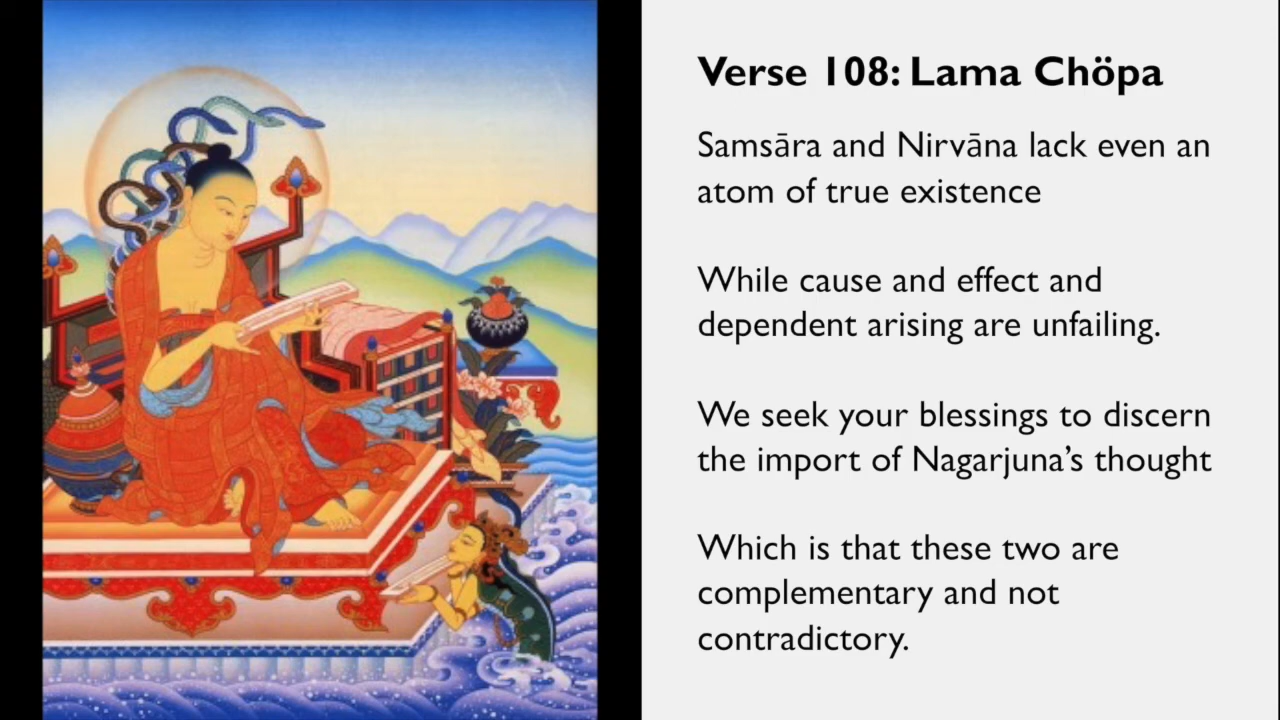 Verse 108: Lama Chöpa
Samsāra and Nirvāna lack even an
atom of true existence
While cause and effect and
dependent arising are unfailing.
We seek your blessings to discern
the import of Nagarjuna’s thought
Which is that these two are
complementary and not
contradictory.